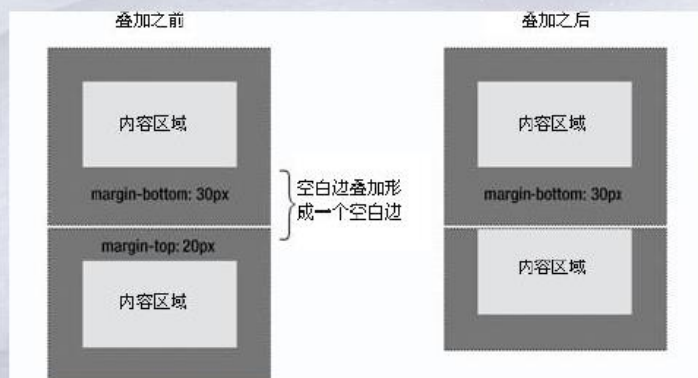 叠加之前
叠加之后
内容区域
margin-bottom: 30px
margin-top: 20px
内容区域
空白边叠加形
成一个空白边
内容区域
margin-bottom: 30px
内容区域